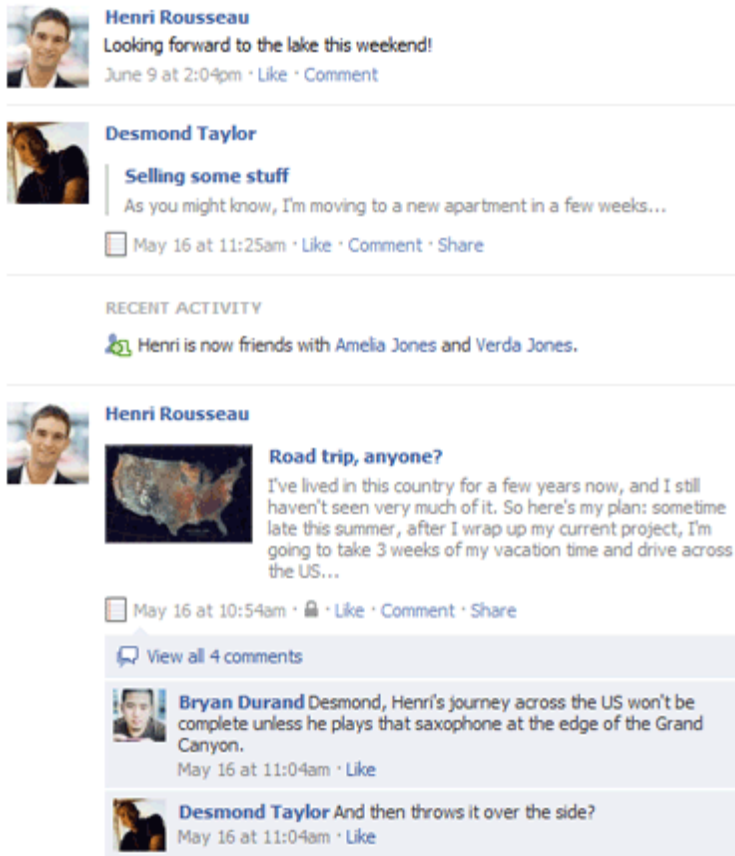 Henri Rousseau
Looking forward to the lake this weekend!
June 9 at 2:04pm · Like · Comment
Desmond Taylor
Selling some stuff
As you might know, I'm moving to a new apartment in a few weeks...
May 16 at 11:25am · Like · Comment · Share
RECENT ACTIVITY
Henri is now friends with Amelia Jones and Verda Jones.
Henri Rousseau
Road trip, anyone?
I've lived in this country for a few years now, and I still
haven't seen very much of it. So here's my plan: sometime
late this summer, after I wrap up my current project, I'm
going to take 3 weeks of my vacation time and drive across
the US...
May 16 at 10:54am · Like · Comment · Share
View all 4 comments
Bryan Durand Desmond, Henri's journey across the US won't be
complete unless he plays that saxophone at the edge of the Grand
Canyon.
May 16 at 11:04am · Like
Desmond Taylor And then throws it over the side?
May 16 at 11:04am · Like